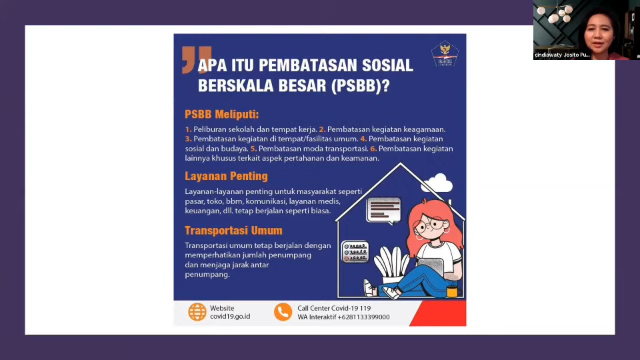 APA ITU PEMBATASAN SOSIAL
BERSKALA BESAR (PSBB)?
PSBB Meliputi:
1. Peliburan sekolah dan tempat kerja. 2. Pembatasan kegiatan keagamaan.
3. Pembatasan kegiatan di tempat/fasilitas umum. 4. Pembatasan kegiatan
sosial dan budaya. 5. Pembatasan moda transportasi. 6. Pembatasan kegiatan
lainnya khusus terkait aspek pertahanan dan keamanan.
Layanan Penting
Layanan-layanan penting untuk masyarakat seperti
pasar, toko, bbm, komunikasi, layanan medis,
keuangan, dll. tetap berjalan seperti biasa.
Transportasi Umum
Transportasi umum tetap berjalan dengan
memperhatikan jumlah penumpang
dan menjaga jarak antar
penumpang.
Website
covid19.go.id
Call Center Covid-19 119
WA Interaktif +6281133399000
cindiawaty Josito Pu...